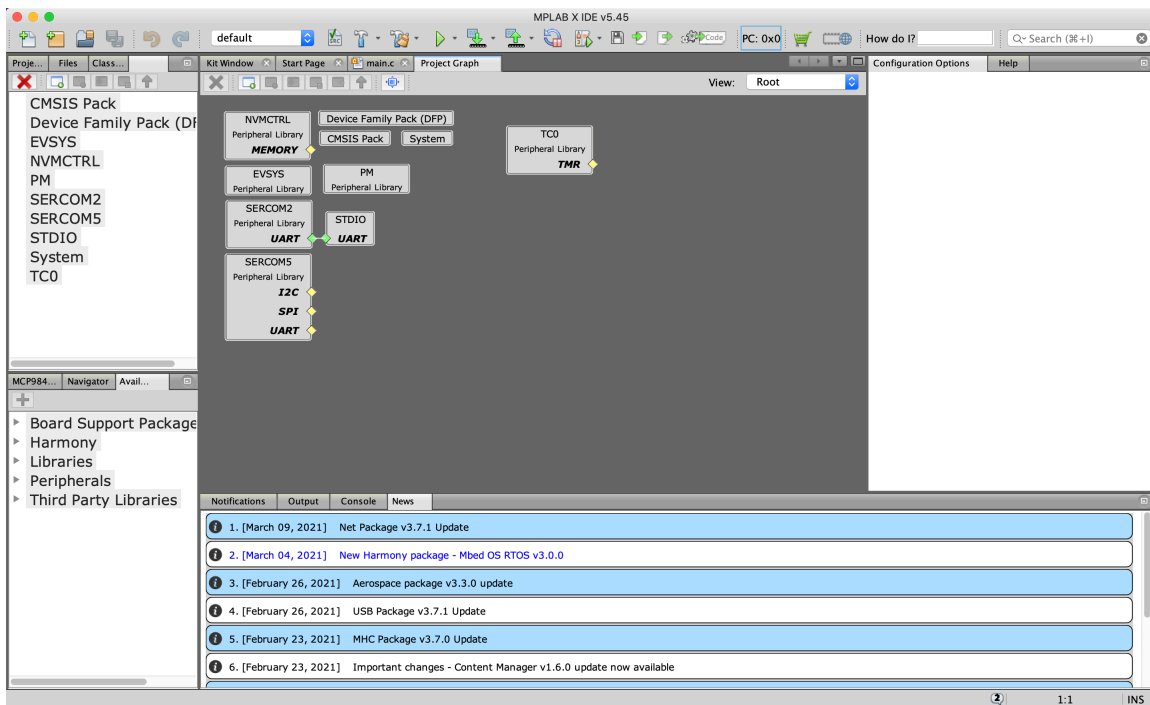 MPLAB X IDE v5.45
default
PC: 0x0
How do I?
Search (⌘+I)
Proje...
Files
Class...
Kit Window
Start Page
main.c
Project Graph
Configuration Options
Help
View:
Root
CMSIS Pack
Device Family Pack (DF
EVSYS
NVMCTRL
PM
SERCOM2
SERCOM5
STDIO
System
TC0
NVMCTRL
Peripheral Library
MEMORY
Device Family Pack (DFP)
CMSIS Pack
System
TC0
Peripheral Library
TMR
EVSYS
Peripheral Library
PM
Peripheral Library
SERCOM2
Peripheral Library
UART
STDIO
UART
SERCOM5
Peripheral Library
I2C
SPI
UART
MCP984...
Navigator
Avail...
Board Support Package
Harmony
Libraries
Peripherals
Third Party Libraries
Notifications
Output
Console
News
1. [March 09, 2021] Net Package v3.7.1 Update
2. [March 04, 2021] New Harmony package - Mbed OS RTOS v3.0.0
3. [February 26, 2021] Aerospace package v3.3.0 update
4. [February 26, 2021] USB Package v3.7.1 Update
5. [February 23, 2021] MHC Package v3.7.0 Update
6. [February 23, 2021] Important changes - Content Manager v1.6.0 update now available
2
1:1
INS